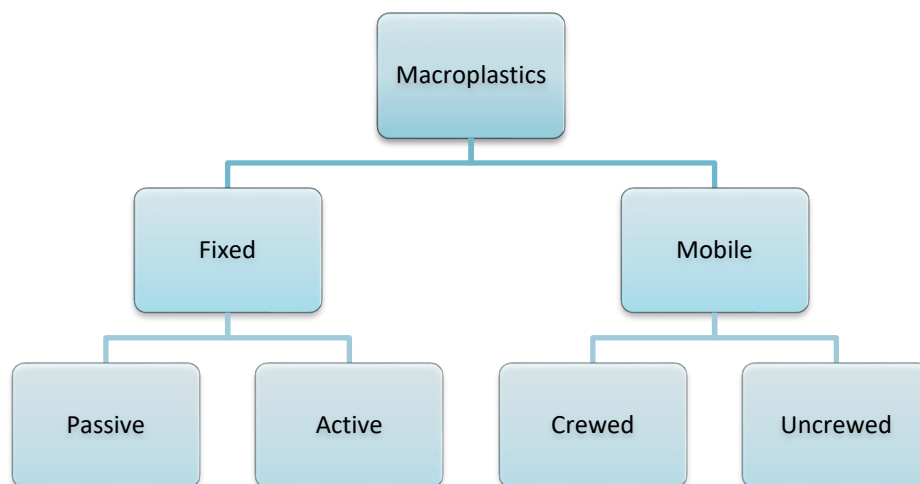 Macroplastics
Fixed
Mobile
Passive
Active
Crewed
Uncrewed